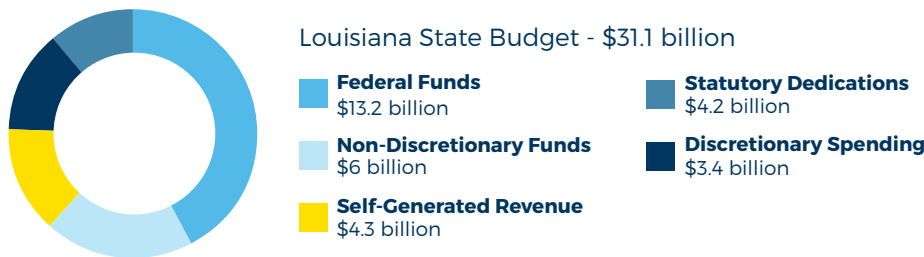 Louisiana State Budget - $31.1 billion
Federal Funds
$13.2 billion
Non-Discretionary Funds
$6 billion
Self-Generated Revenue
$4.3 billion
Statutory Dedications
$4.2 billion
Discretionary Spending
$3.4 billion